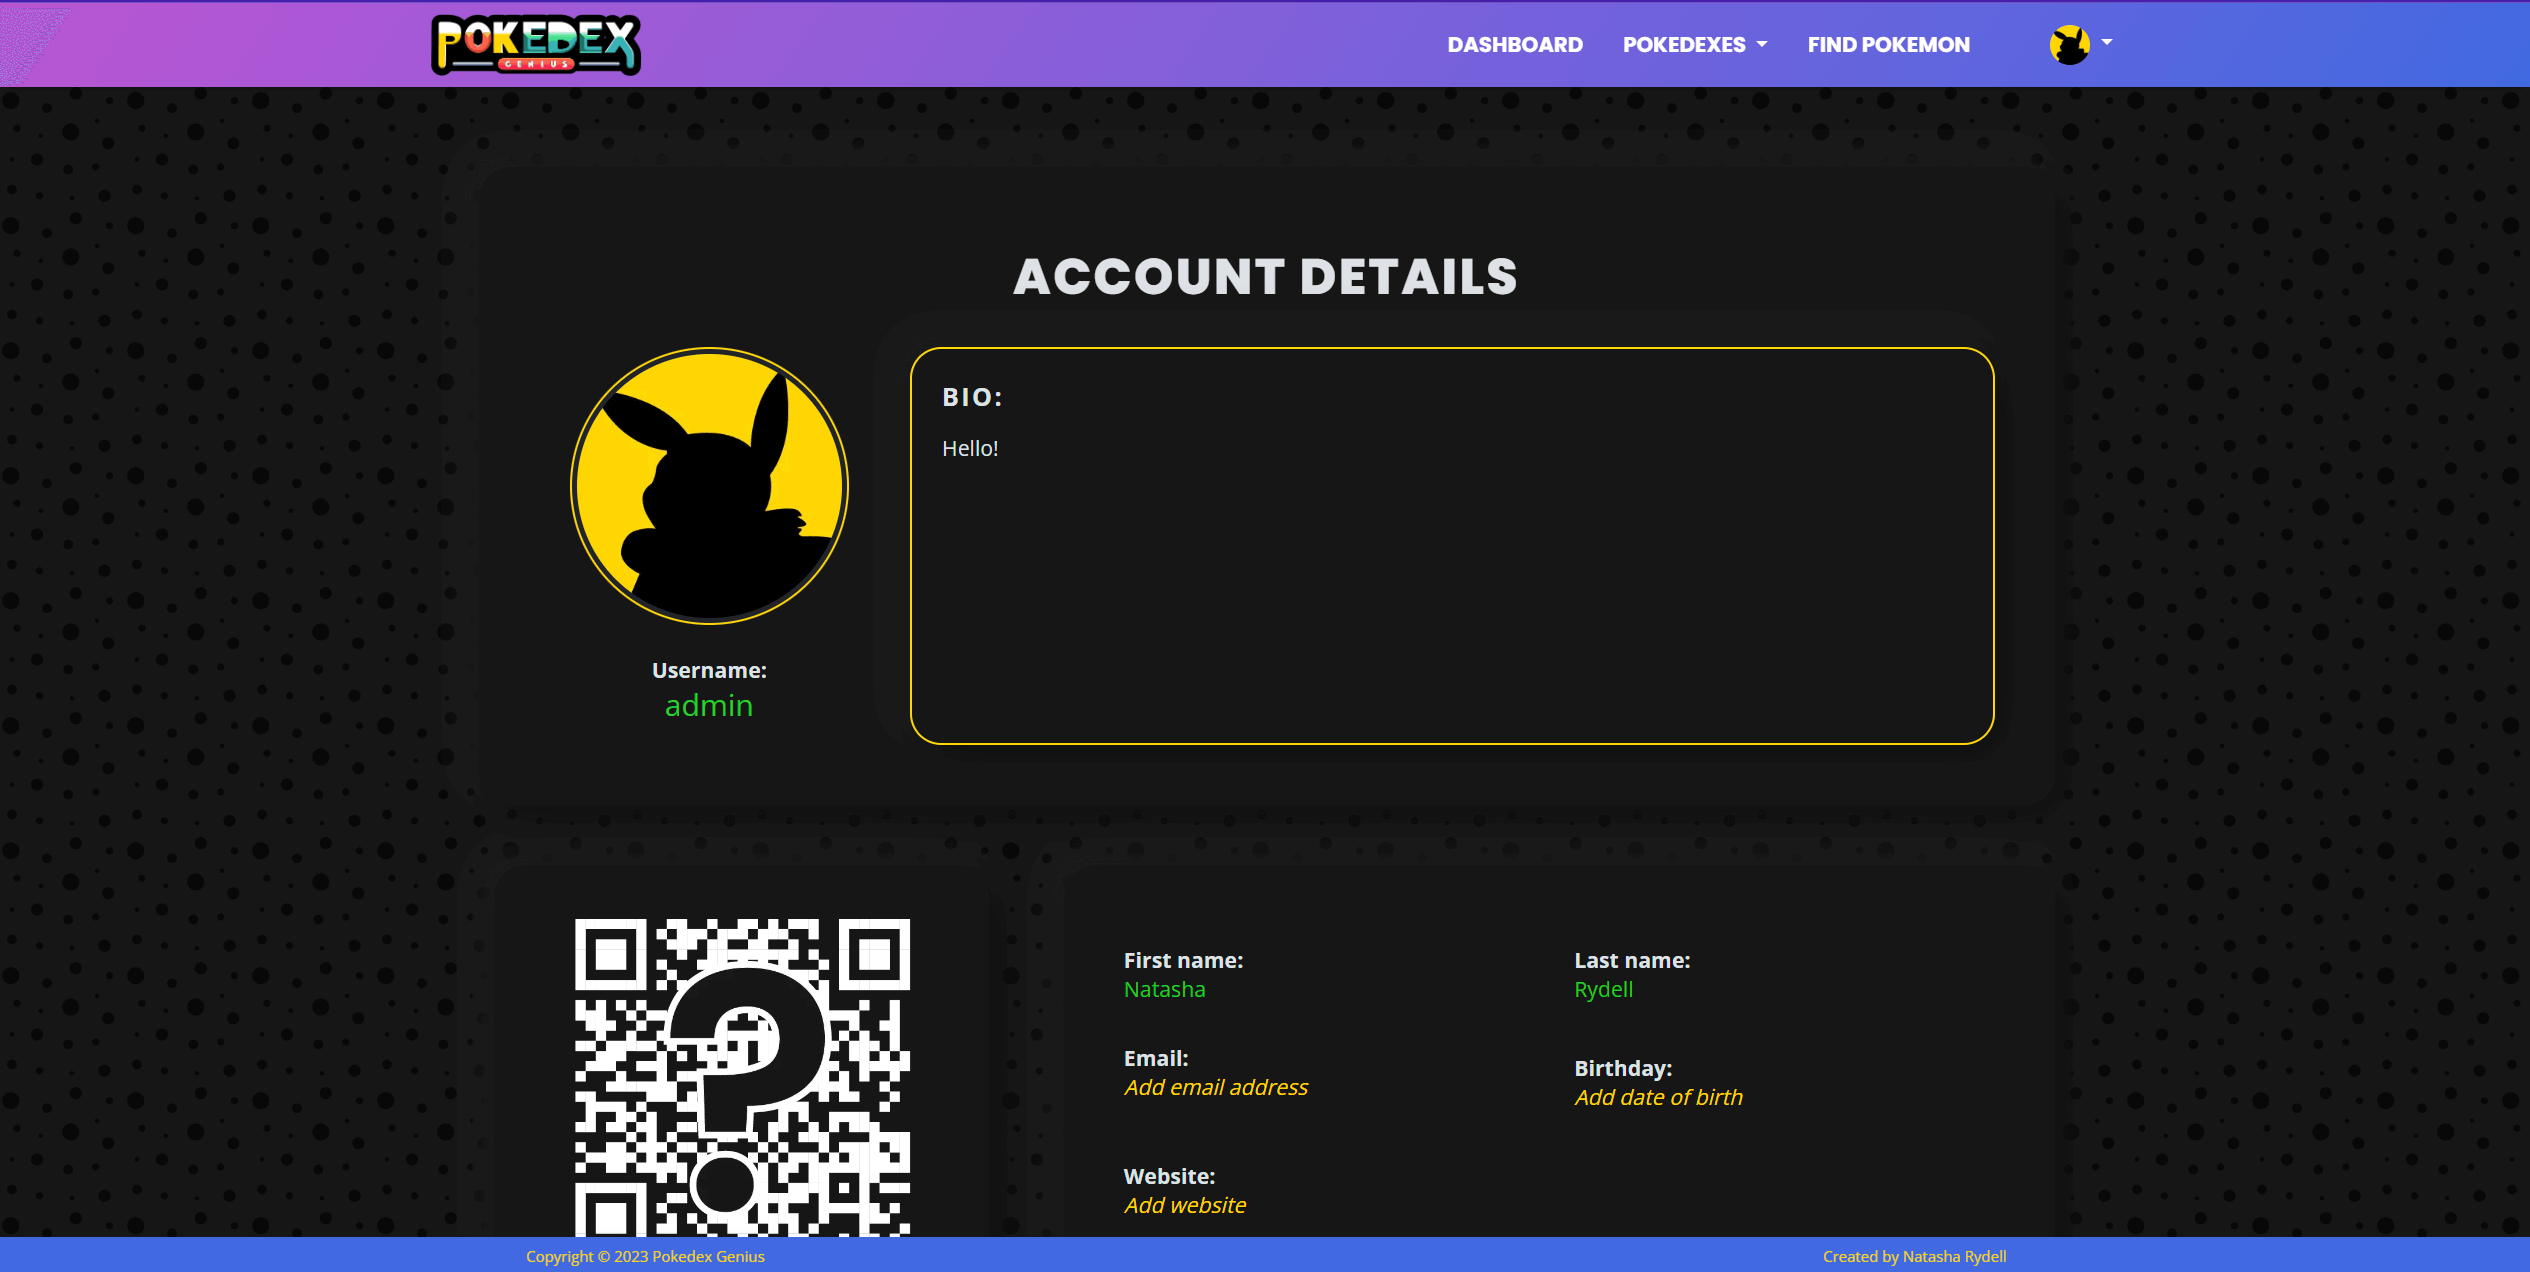 POKEDEX
GENIUS
DASHBOARD POKEDEXES FIND POKEMON
ACCOUNT DETAILS
BIO:
Hello!
Username:
admin
?
First name:
Natasha
Last name:
Rydell
Email:
Add email address
Birthday:
Add date of birth
Website:
Add website
Copyright © 2023 Pokedex Genius
Created by Natasha Rydell